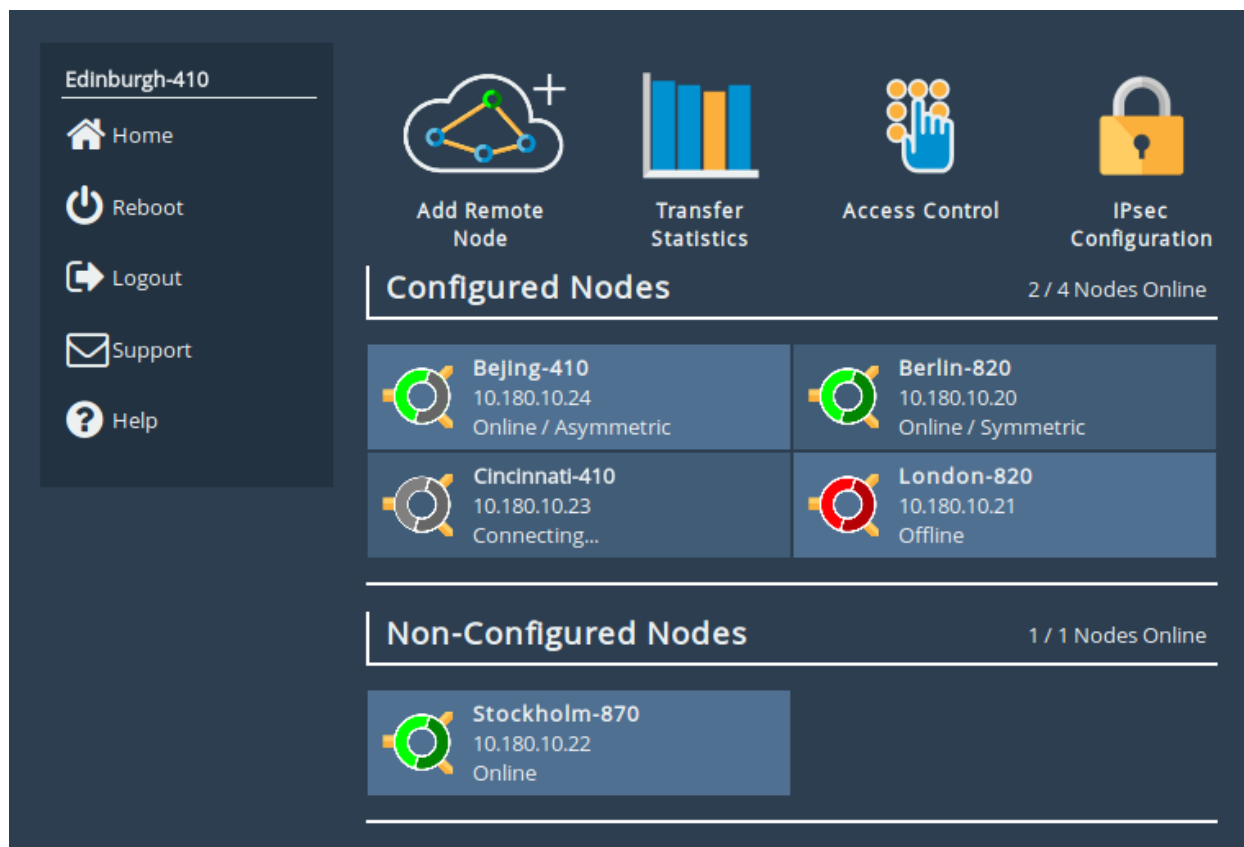 Edinburgh-410
Home
Reboot
Logout
Support
Help
Add Remote
Node
Transfer
Statistics
Access Control
IPsec
Configuration
Configured Nodes
2 / 4 Nodes Online
Bejing-410
10.180.10.24
Online / Asymmetric
Berlin-820
10.180.10.20
Online / Symmetric
Cincinnati-410
10.180.10.23
Connecting...
London-820
10.180.10.21
Offline
Non-Configured Nodes
1 / 1 Nodes Online
Stockholm-870
10.180.10.22
Online